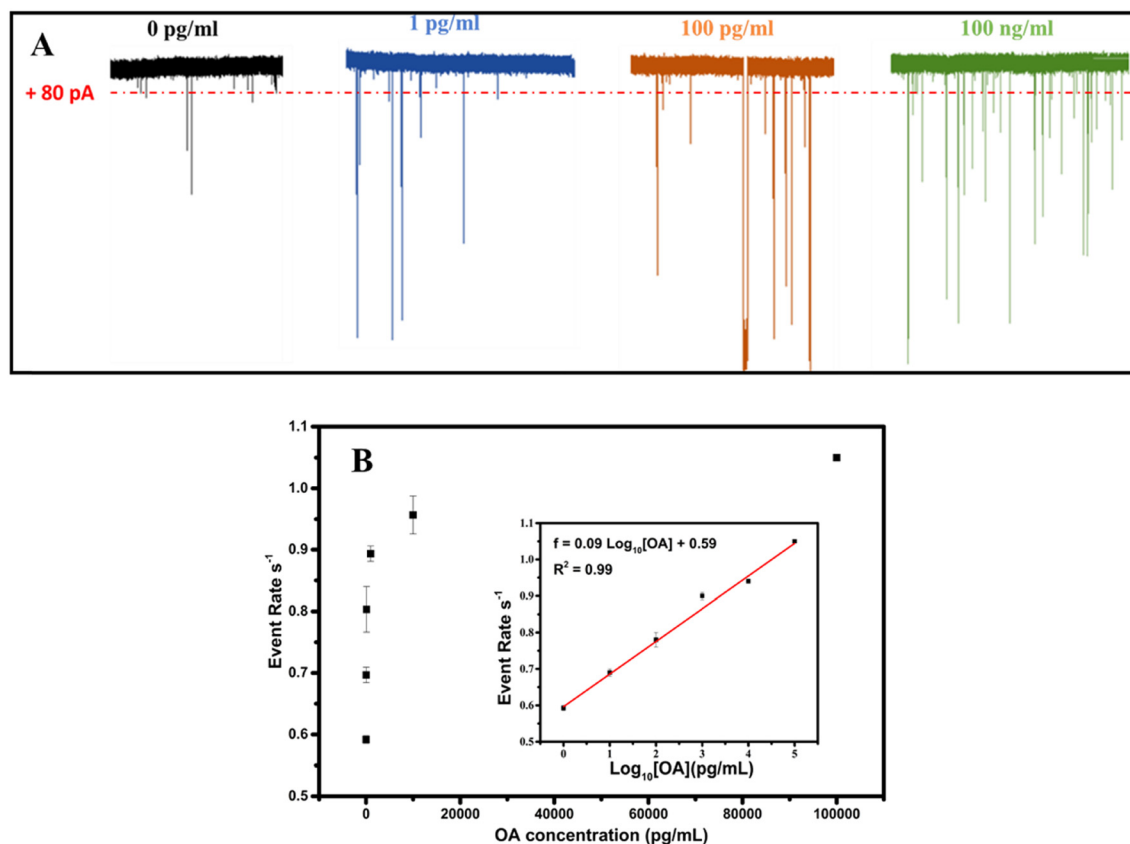 A
0 pg/ml
1 pg/ml
100 pg/ml
100 ng/ml
+ 80 pA
B
Event Rate s⁻¹
1.1
1.0
0.9
0.8
0.7
0.6
0.5
0
20000
40000
60000
80000
100000
OA concentration (pg/mL)
f = 0.09 Log₁₀[OA] + 0.59
R² = 0.99
Event Rate s⁻¹
1.1
1.0
0.9
0.8
0.7
0.6
0.5
0
1
2
3
4
5
Log₁₀[OA](pg/mL)